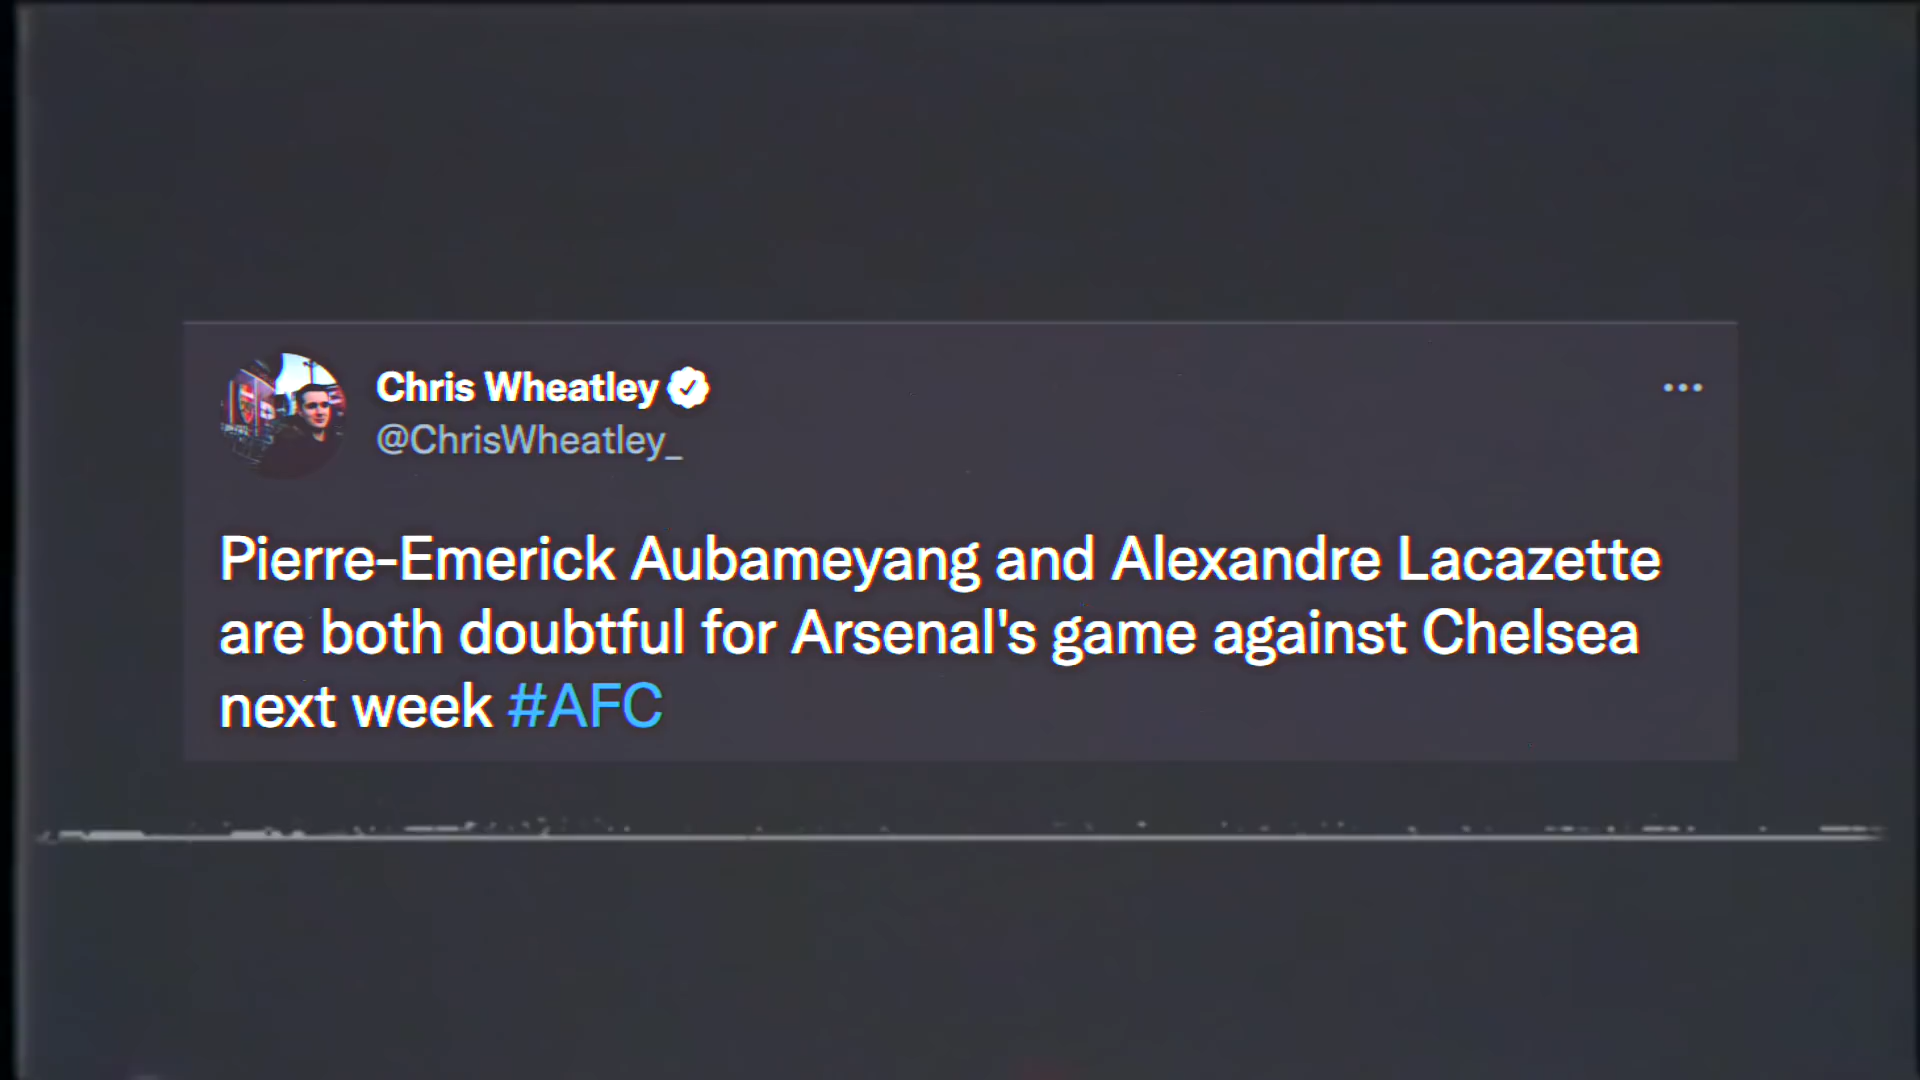 Chris Wheatley
@ChrisWheatley_
Pierre-Emerick Aubameyang and Alexandre Lacazette
are both doubtful for Arsenal's game against Chelsea
next week #AFC